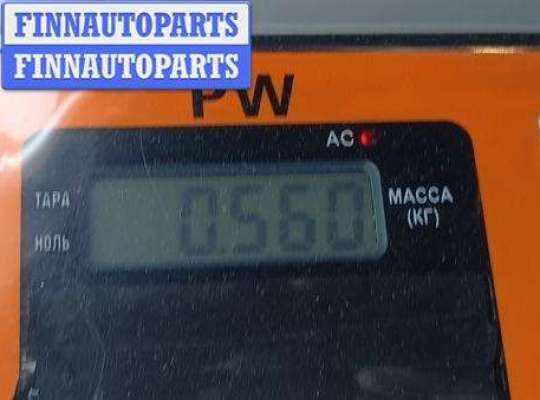 FINNAUTOPARTS
FINNAUTOPARTS
PW
AC
ТАРА
0.560
МАССА
(КГ)
НОЛЬ